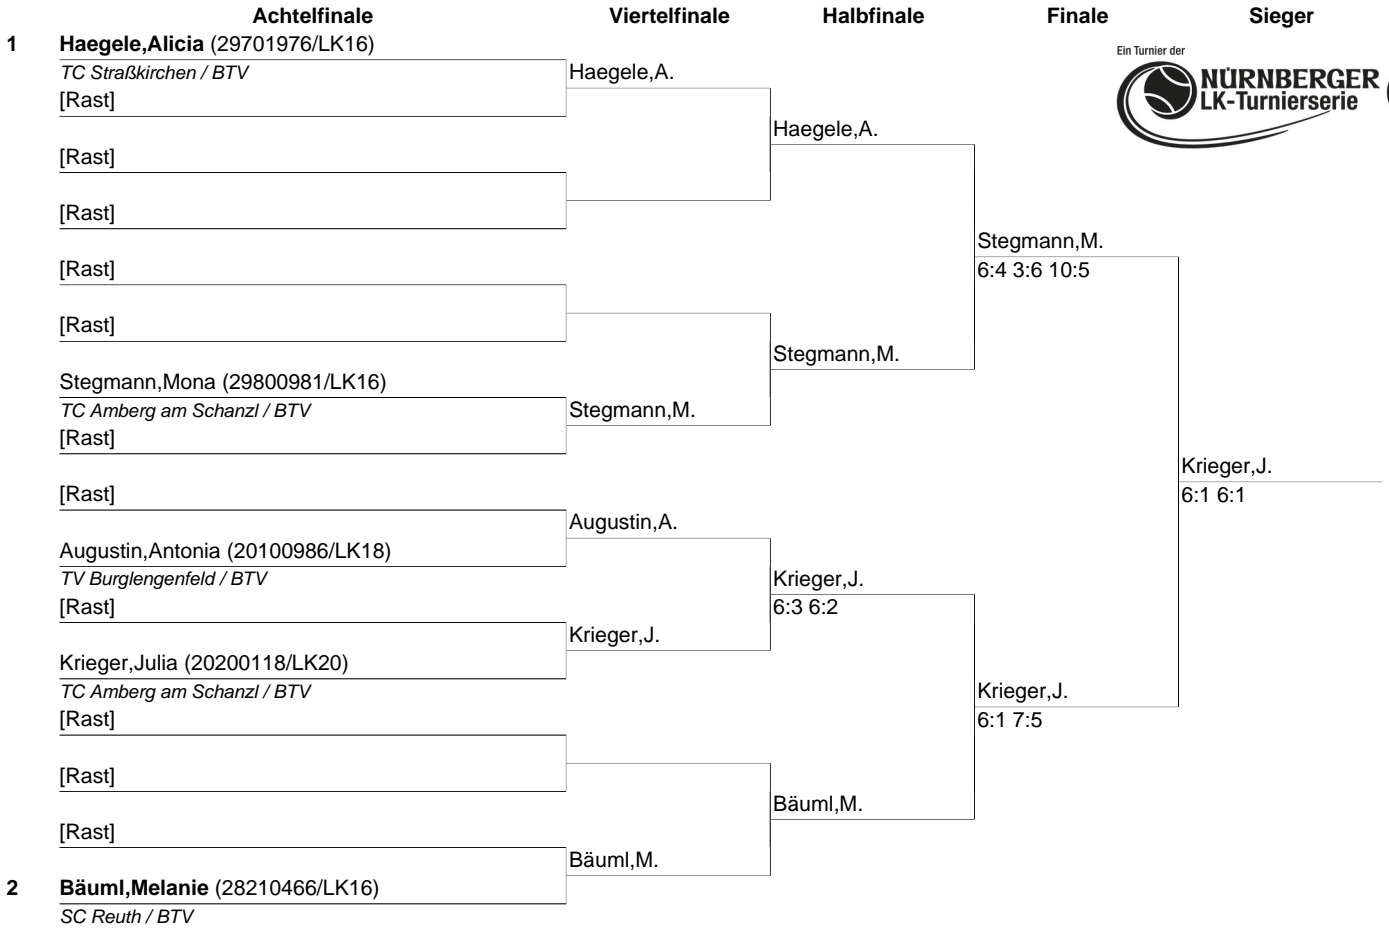 Achtelfinale Viertelfinale Halbfinale Finale Sieger
1 Haegele,Alicia (29701976/LK16)
Ein Turnier der
NÜRNBERGER
LK-Turnierserie
TC Straßkirchen / BTV
Haegele,A.
[Rast]
Haegele,A.
[Rast]
[Rast]
Stegmann,M.
[Rast]
6:4 3:6 10:5
[Rast]
Stegmann,M.
Stegmann,Mona (29800981/LK16)
TC Amberg am Schanzl / BTV
Stegmann,M.
[Rast]
Krieger,J.
[Rast]
6:1 6:1
Augustin,A.
Augustin,Antonia (20100986/LK18)
TV Burglengenfeld / BTV
Krieger,J.
[Rast]
6:3 6:2
Krieger,J.
Krieger,Julia (20200118/LK20)
TC Amberg am Schanzl / BTV
Krieger,J.
[Rast]
6:1 7:5
[Rast]
Bäuml,M.
[Rast]
Bäuml,M.
2 Bäuml,Melanie (28210466/LK16)
SC Reuth / BTV